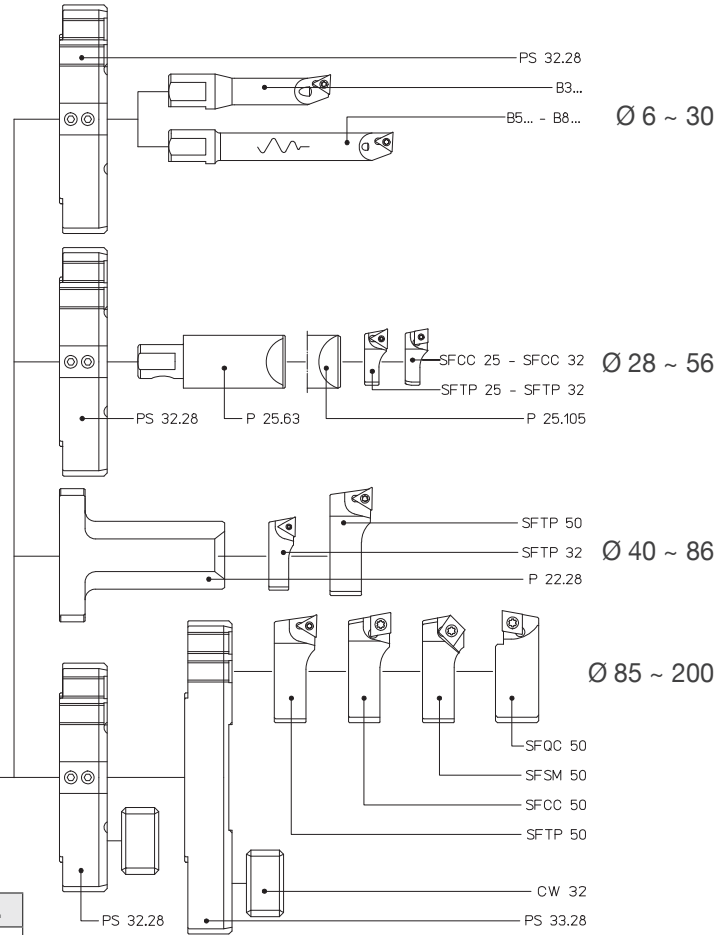 PS 32.28
B3...
B5... - B8...
Ø 6 ~ 30
SFCC 25 - SFCC 32
Ø 28 ~ 56
SFTP 25 - SFTP 32
PS 32.28
P 25.63
P 25.105
SFTP 50
SFTP 32
Ø 40 ~ 86
P 22.28
Ø 85 ~ 200
SFQC 50
SFSM 50
SFCC 50
SFTP 50
CW 32
PS 32.28
PS 33.28